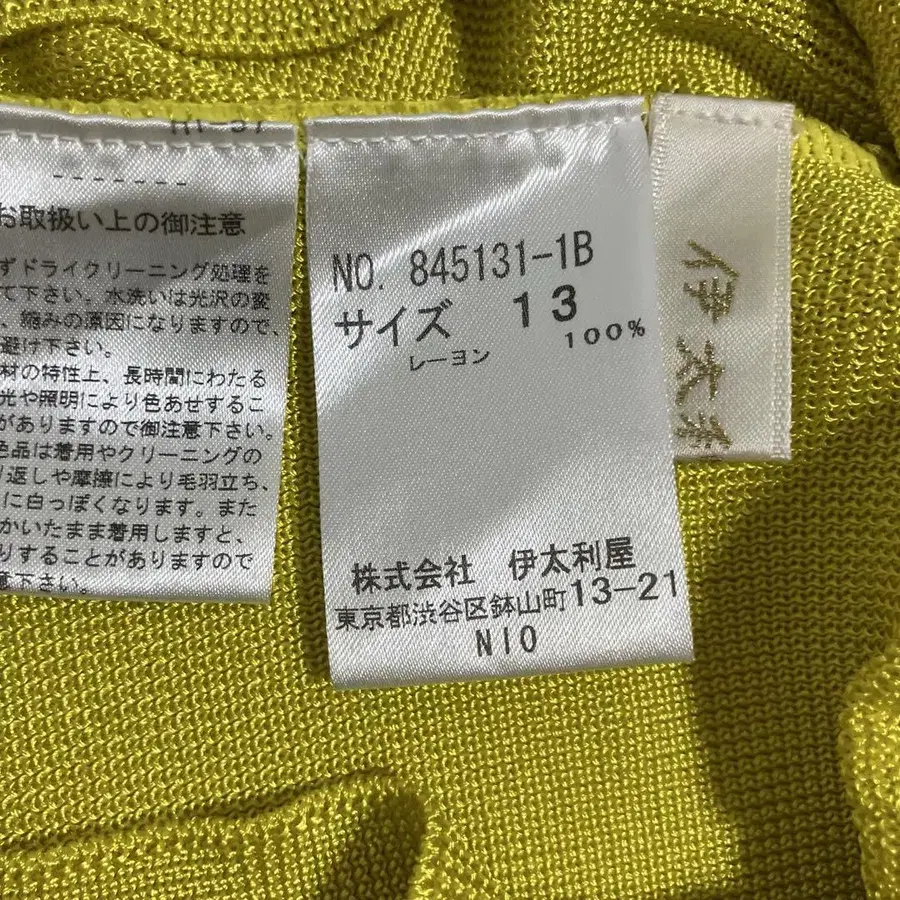 お取扱い上の御注意
ずドライクリーニング処理を
て下さい。水洗いは光沢の変
、縮みの原因になりますので、
避け下さい。
材の特性上、長時間にわたる
光や照明により色あせするこ
がありますので御注意下さい。
色品は着用やクリーニングの
り返しや摩擦により毛羽立ち、
に白っぽくなります。また
かいたまま着用しますと、
りすることがありますので
意下さい。
NO. 845131-1B
サイズ 13
レーヨン 100%
株式会社 伊太利屋
東京都渋谷区鉢山町13-21
N10
伊太利